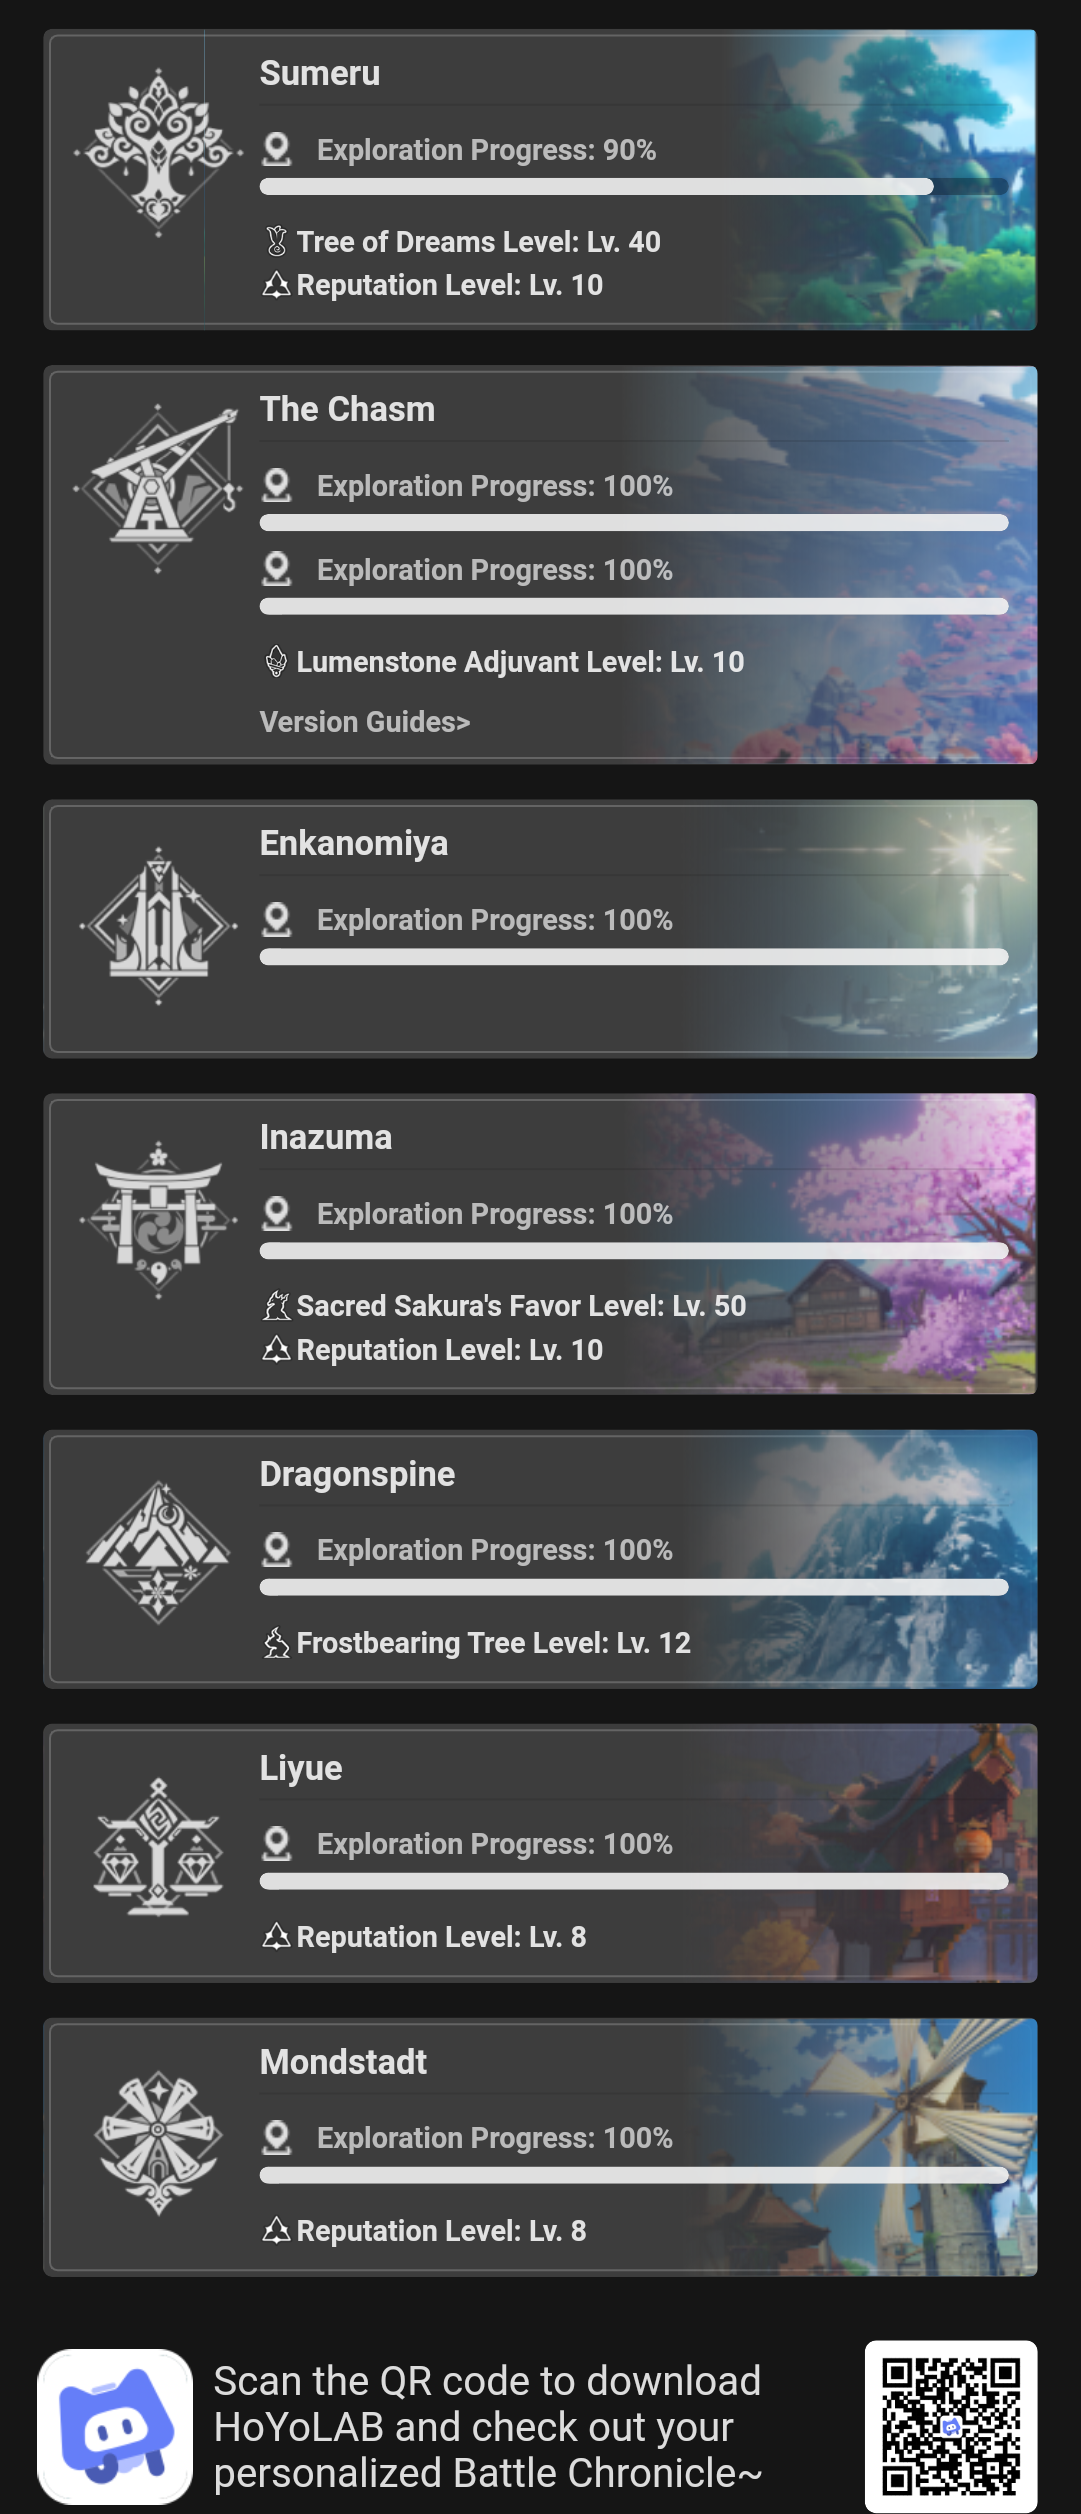 Sumeru
Exploration Progress: 90%
Tree of Dreams Level: Lv. 40
Reputation Level: Lv. 10
The Chasm
Exploration Progress: 100%
Exploration Progress: 100%
Lumenstone Adjuvant Level: Lv. 10
Version Guides>
Enkanomiya
Exploration Progress: 100%
Inazuma
Exploration Progress: 100%
Sacred Sakura's Favor Level: Lv. 50
Reputation Level: Lv. 10
Dragonspine
Exploration Progress: 100%
Frostbearing Tree Level: Lv. 12
Liyue
Exploration Progress: 100%
Reputation Level: Lv. 8
Mondstadt
Exploration Progress: 100%
Reputation Level: Lv. 8
Scan the QR code to download
HoYoLAB and check out your
personalized Battle Chronicle~